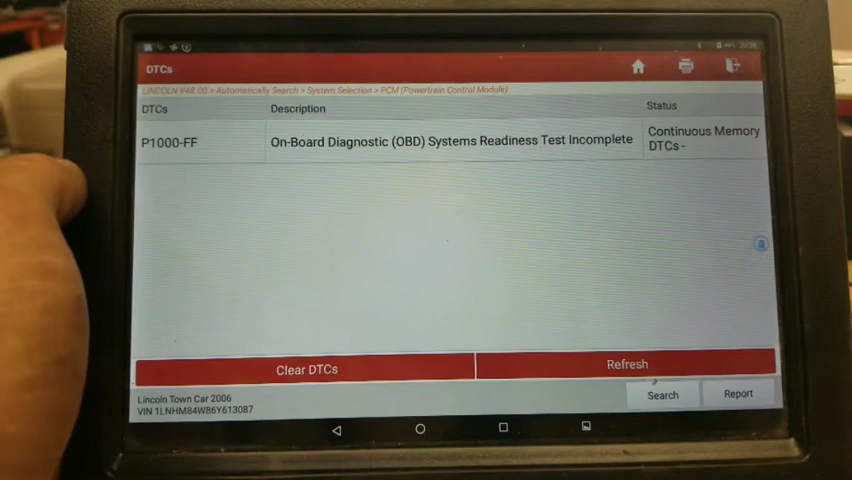 DTCs
LINCOLN V48.00 > Automatically Search > System Selection > PCM (Powertrain Control Module)
DTCs Description Status
P1000-FF On-Board Diagnostic (OBD) Systems Readiness Test Incomplete Continuous Memory
DTCs -
Clear DTCs Refresh
Lincoln Town Car 2006
VIN 1LNHM84W86Y613087
Search Report